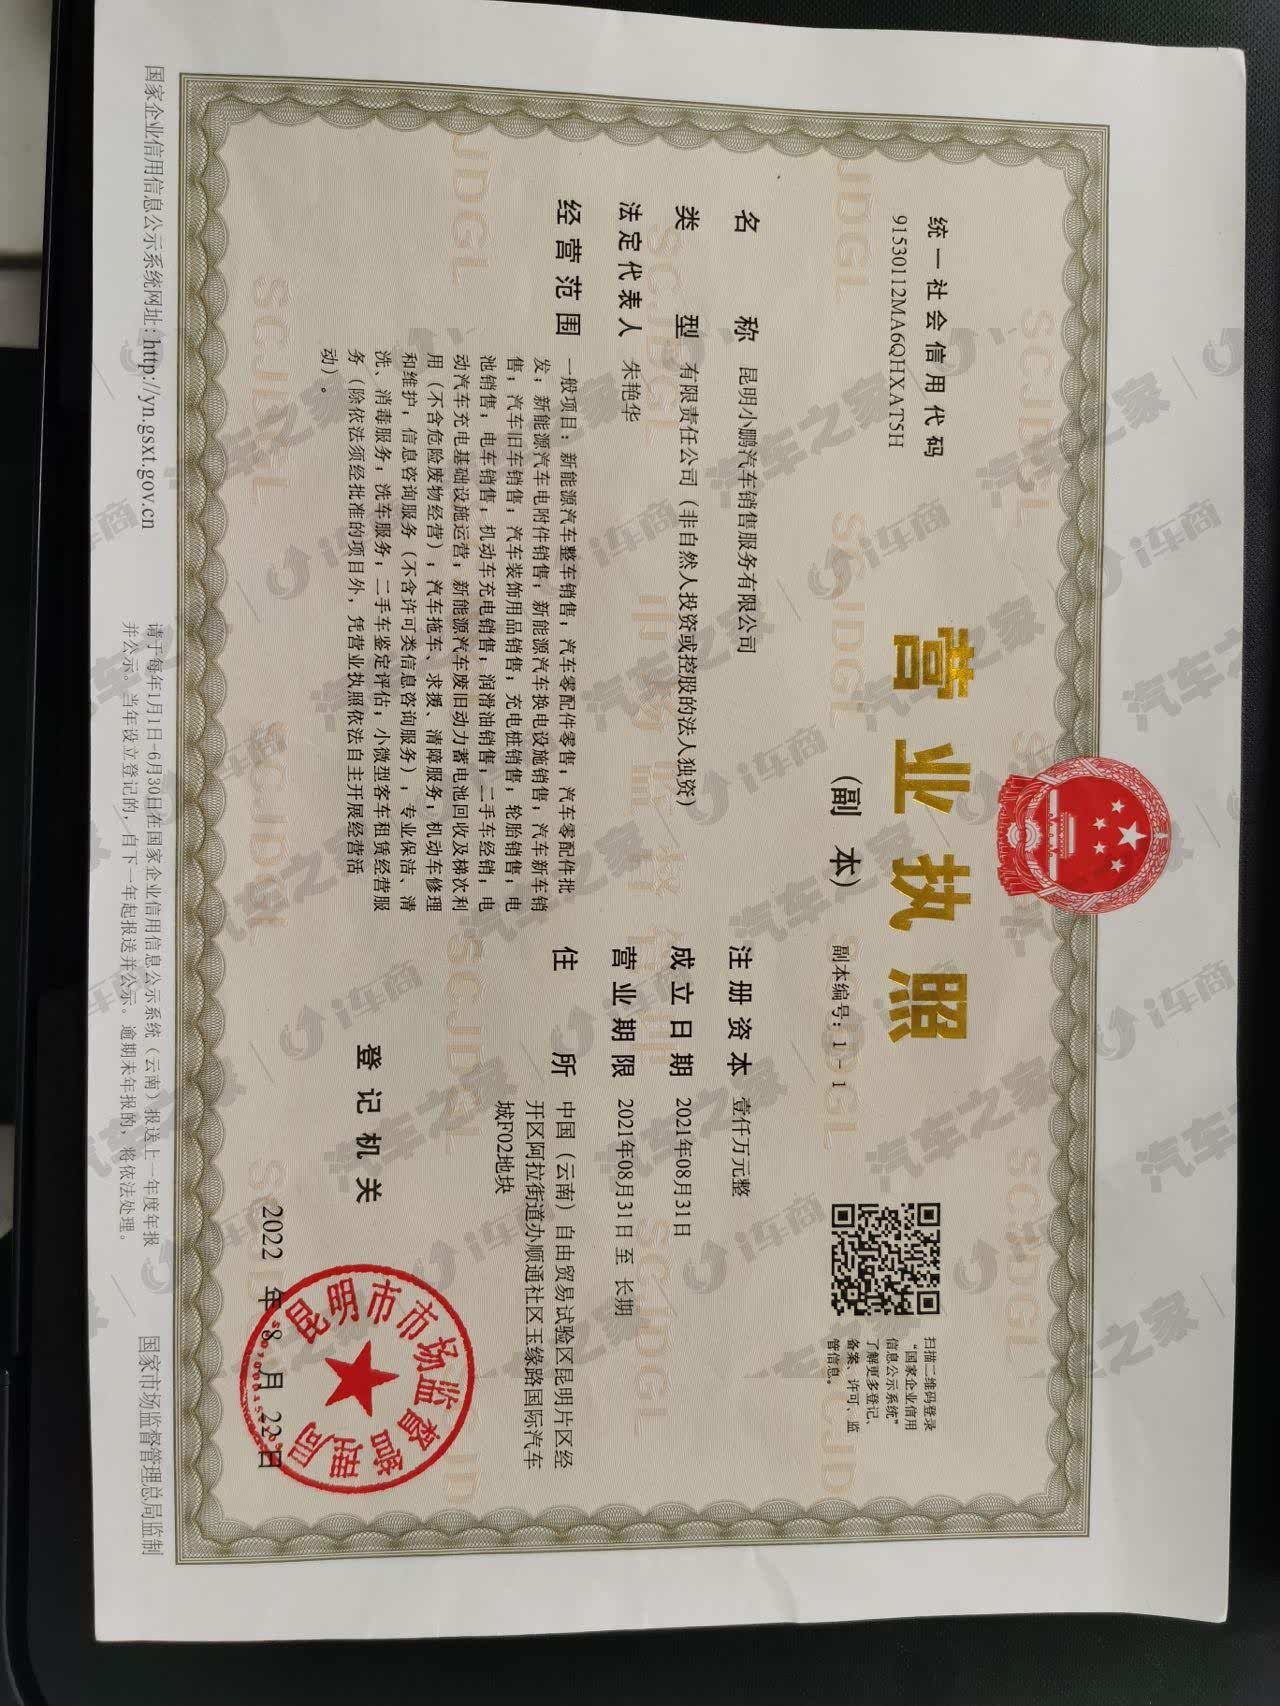 营业执照
（副 本）
副本编号：1－1
统一社会信用代码
91530112MA6QHXAT5H
扫描二维码登录
“国家企业信用
信息公示系统”
了解更多登记、
备案、许可、监
管信息。
名 称 昆明小鹏汽车销售服务有限公司
类 型 有限责任公司（非自然人投资或控股的法人独资）
法定代表人 朱艳华
经营范围 一般项目：新能源汽车整车销售，汽车零配件零售，汽车零配件批
发；新能源汽车电附件销售；新能源汽车换电设施销售，汽车新车销
售；汽车旧车销售；汽车装饰用品销售；充电桩销售；轮胎销售；电
池销售；电车销售；机动车充电销售；润滑油销售；二手车经销，电
动汽车充电基础设施运营；新能源汽车废旧动力蓄电池回收及梯次利
用（不含危险废物经营），汽车拖车、求援、清障服务，机动车修理
和维护；信息咨询服务（不含许可类信息咨询服务），专业保洁、清
洗、消毒服务；洗车服务；二手车鉴定评估；小微型客车租赁经营服
务（除依法须经批准的项目外，凭营业执照依法自主开展经营活
动）。
注册资本 壹仟万元整
成立日期 2021年08月31日
营业期限 2021年08月31日 至 长期
住 所 中国（云南）自由贸易试验区昆明片区经
开区阿拉街道办顺通社区玉缘路国际汽车
城F02地块
登记机关
昆明市市场监督管理局
2022 年 8 月 22日
国家企业信用信息公示系统网址：http://yn.gsxt.gov.cn
请于每年1月1日-6月30日在国家企业信用信息公示系统（云南）报送上一年度年报
并公示。当年设立登记的，自下一年起报送并公示。逾期未年报的，将依法处理。
国家市场监督管理总局监制
SCJDGL
汽车之家
i车商